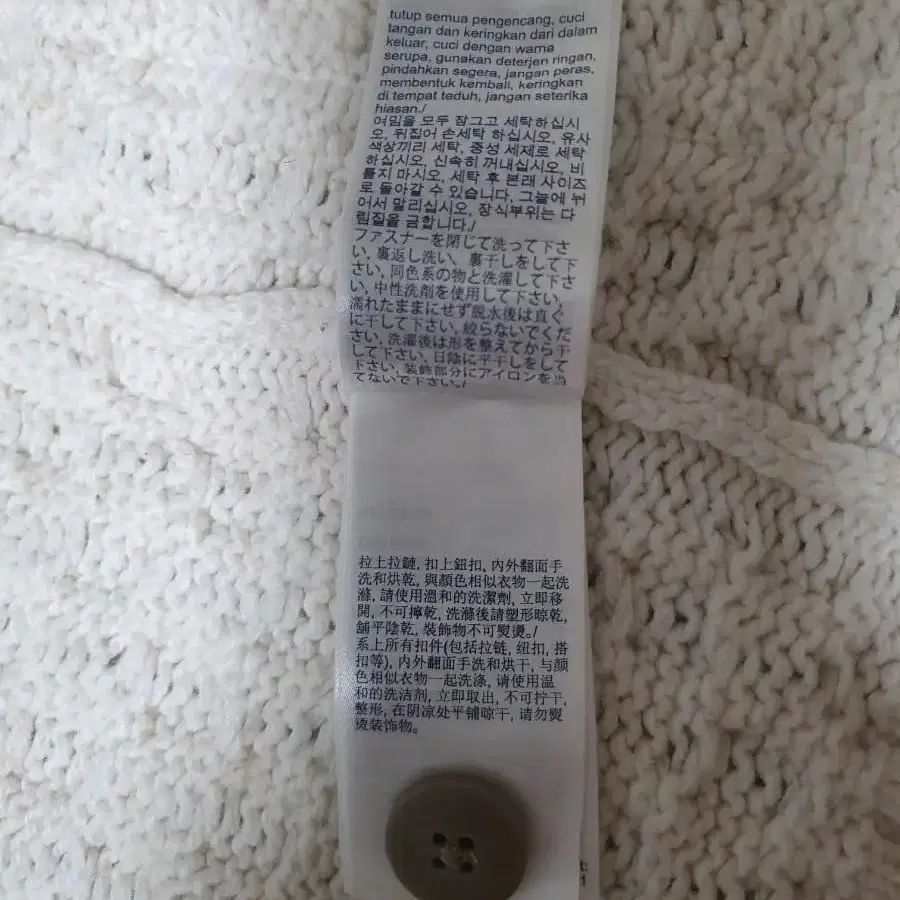 tutup semua pengencang, cuci
tangan dan keringkan dari dalam
keluar, cuci dengan warna
serupa, gunakan deterjen ringan,
pindahkan segera, jangan peras,
membentuk kembali, keringkan
di tempat teduh, jangan seterika
hiasan./
여밈을 모두 잠그고 세탁하십시
오, 뒤집어 손세탁 하십시오, 유사
색상끼리 세탁, 중성 세제로 세탁
하십시오, 신속히 꺼내십시오, 비
틀지 마시오, 세탁 후 본래 사이즈
로 돌아갈 수 있습니다, 그늘에 뉘
어서 말리십시오, 장식부위는 다
림질을 금합니다./
ファスナーを閉じて洗って下さ
い, 裏返し洗い、裏干しをして下
さい, 同色系の物と洗濯して下さ
い, 中性洗剤を使用して下さい,
濡れたままにせず脱水後は直ぐ
に干して下さい, 絞らないでくだ
さい, 洗濯後は形を整えてから干
して下さい, 日陰に平干しをして
下さい, 装飾部分にアイロンを当
てないで下さい./
拉上拉鏈, 扣上鈕扣, 內外翻面手
洗和烘乾, 與顏色相似衣物一起洗
滌, 請使用溫和的洗潔劑, 立即移
開, 不可擰乾, 洗滌後請塑形晾乾,
舖平陰乾, 裝飾物不可熨燙。/
系上所有扣件(包括拉链, 纽扣, 搭
扣等), 内外翻面手洗和烘干, 与颜
色相似衣物一起洗涤, 请使用温
和的洗洁剂, 立即取出, 不可拧干,
整形, 在阴凉处平铺晾干, 请勿熨
烫装饰物。